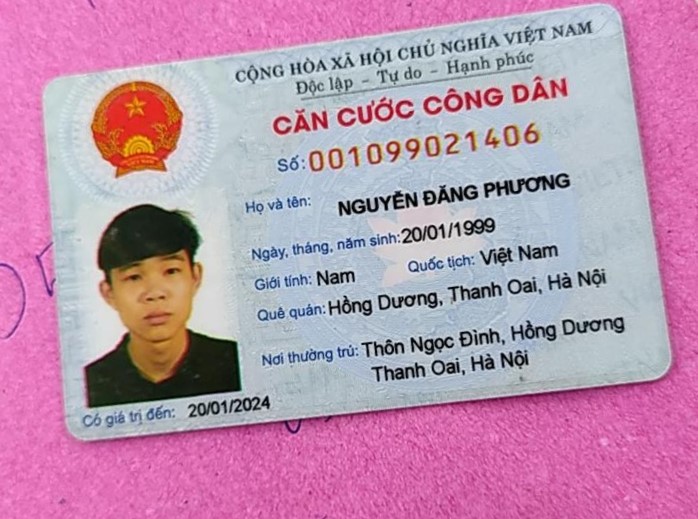 CỘNG HÒA XÃ HỘI CHỦ NGHĨA VIỆT NAM
Độc lập - Tự do - Hạnh phúc
CĂN CƯỚC CÔNG DÂN
Số: 001099021406
Họ và tên: NGUYỄN ĐĂNG PHƯƠNG
Ngày, tháng, năm sinh: 20/01/1999
Giới tính: Nam Quốc tịch: Việt Nam
Quê quán: Hồng Dương, Thanh Oai, Hà Nội
Nơi thường trú: Thôn Ngọc Đình, Hồng Dương
Thanh Oai, Hà Nội
Có giá trị đến: 20/01/2024